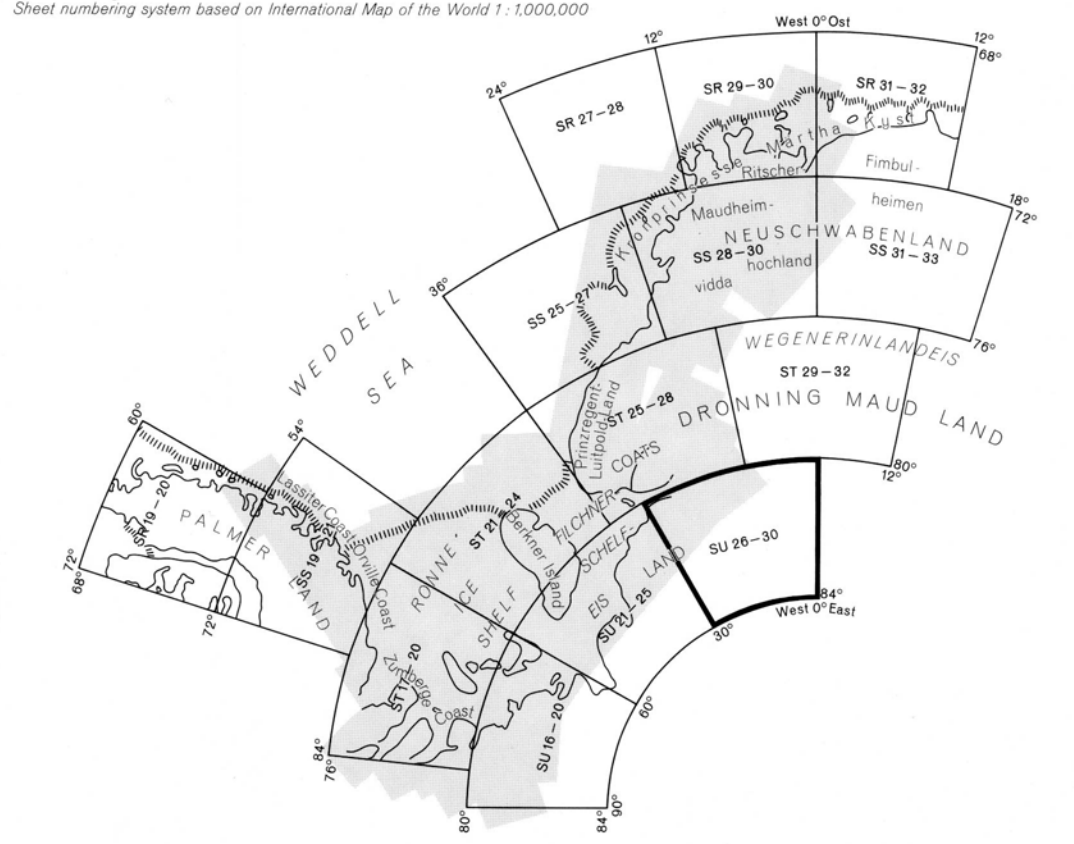 Sheet numbering system based on International Map of the World 1 : 1,000,000
West 0° Ost
12°
12°
68°
24°
SR 27 – 28
SR 29 – 30
SR 31 – 32
Kronprinsesse Märtha Kyst
Ritscher
Fimbul-
heimen
18°
72°
Maudheim-
NEUSCHWABENLAND
SS 28 – 30
hochland
SS 31 – 33
vidda
36°
SS 25 – 27
WEDDELL
SEA
76°
WEGENERINLANDEIS
ST 29 – 32
DRONNING MAUD LAND
Prinzregent-
Luitpold-Land
ST 25 – 28
COATS
80°
12°
60°
54°
Lassiter Coast
SR 19 – 20
PALMER
LAND
SS 19 – 21
Orville Coast
72°
68°
72°
RONNE-
ICE
SHELF
ST 21 – 24
Berkner Island
FILCHNER-
SCHELF-
EIS
LAND
SU 21 – 25
SU 26 – 30
84°
West 0° East
30°
60°
Zumberge
Coast
ST 17 – 20
SU 16 – 20
84°
76°
80°
84°
90°